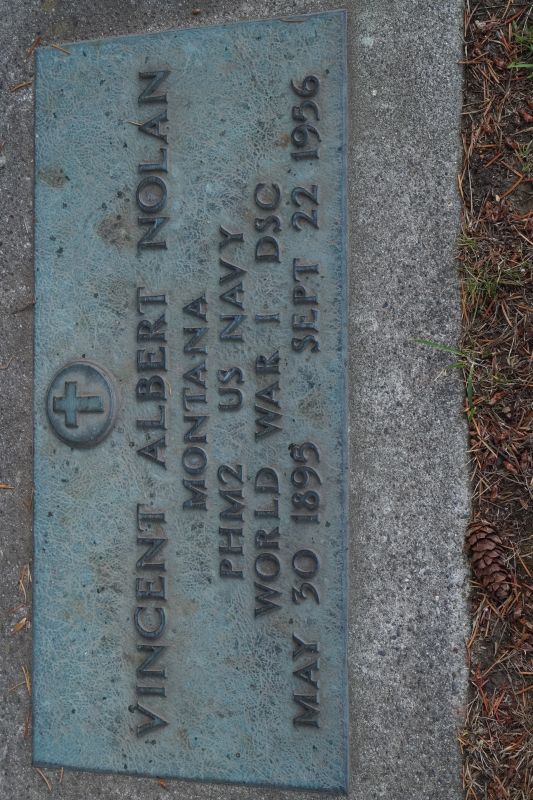 VINCENT ALBERT NOLAN
MONTANA
PHM2 US NAVY
WORLD WAR I DSC
MAY 30 1895 SEPT 22 1956